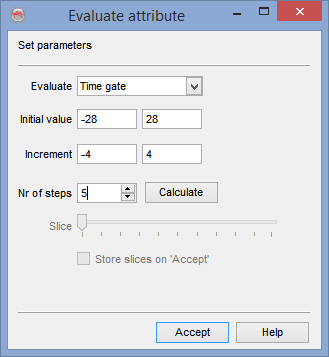 Evaluate attribute
Set parameters
Evaluate Time gate
Initial value -28 28
Increment -4 4
Nr of steps 5 Calculate
Slice
Store slices on 'Accept'
Accept Help